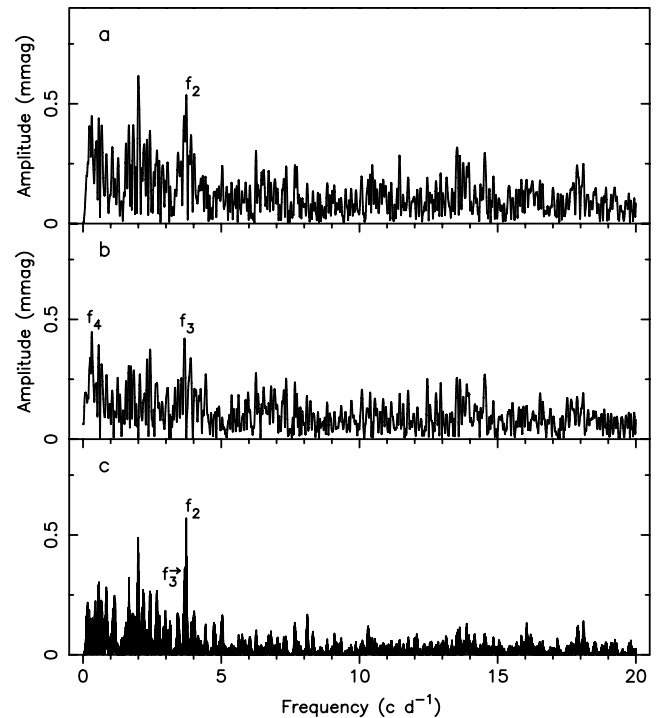 a
f2
Amplitude (mmag)
0.5
0
b
f4
f3
Amplitude (mmag)
0.5
0
c
f2
f3→
0.5
0
0 5 10 15 20
Frequency (c d⁻¹)